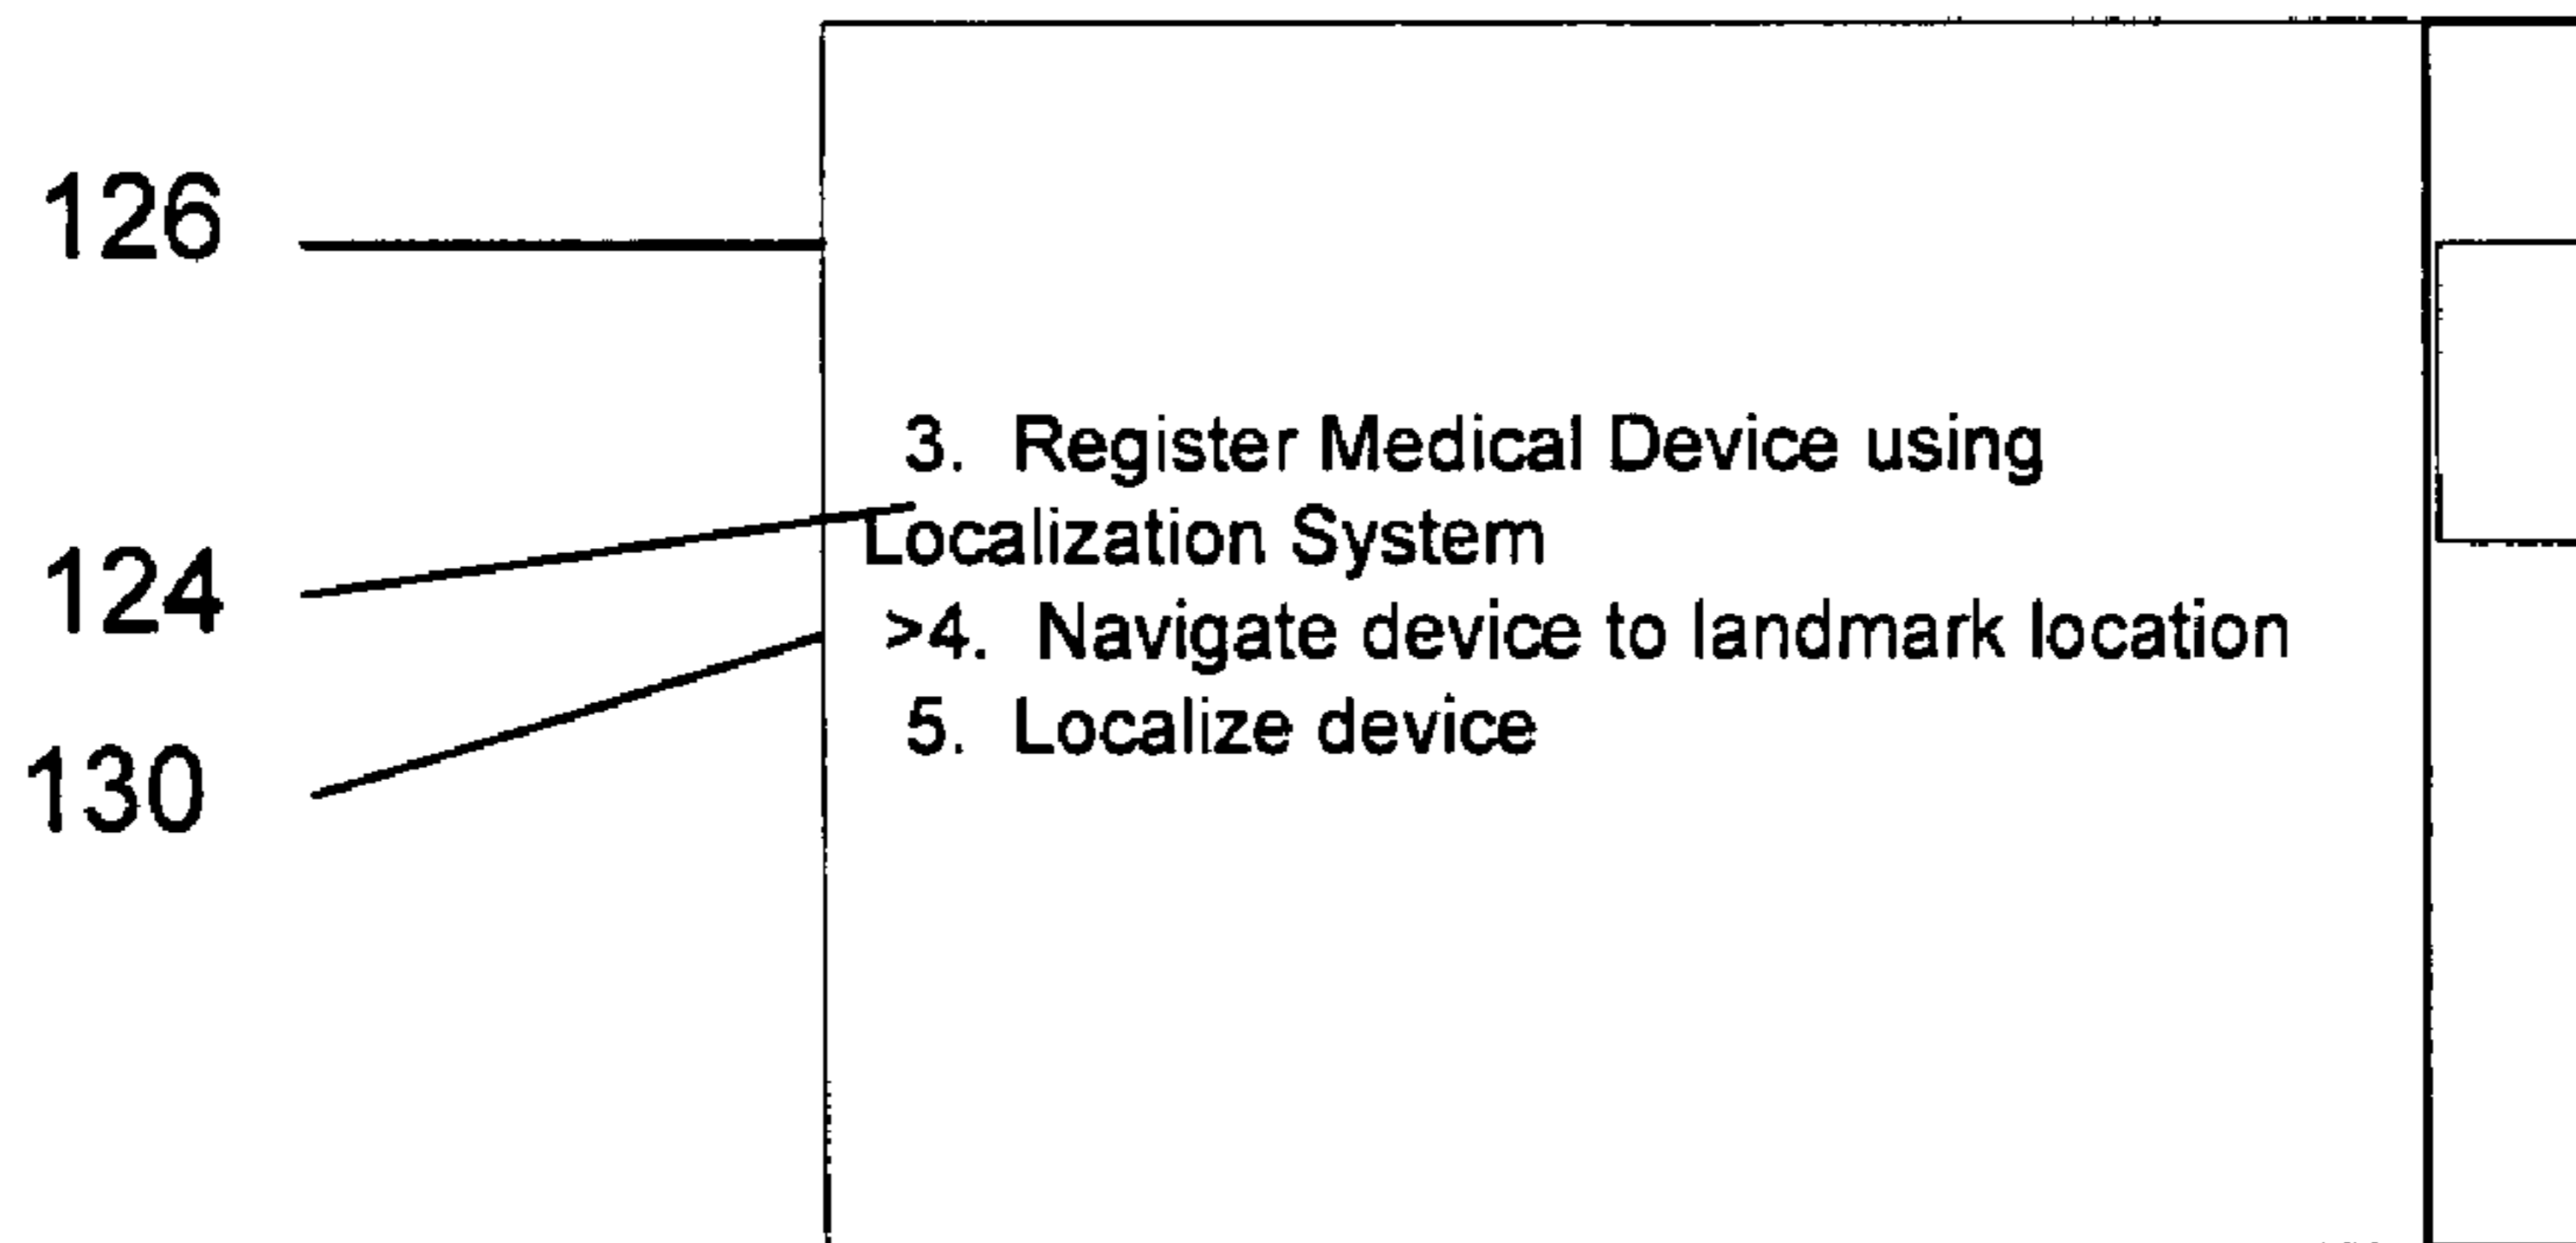 126
3. Register Medical Device using
Localization System
124
>4. Navigate device to landmark location
5. Localize device
130